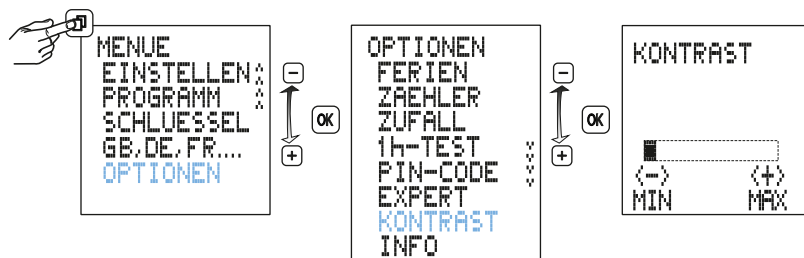 MENUE
EINSTELLEN
PROGRAMM
SCHLUESSEL
GB,DE,FR....
OPTIONEN
−
OK
+
OPTIONEN
FERIEN
ZAEHLER
ZUFALL
1h-TEST
PIN-CODE
EXPERT
KONTRAST
INFO
−
OK
+
KONTRAST
(−) (+)
MIN MAX